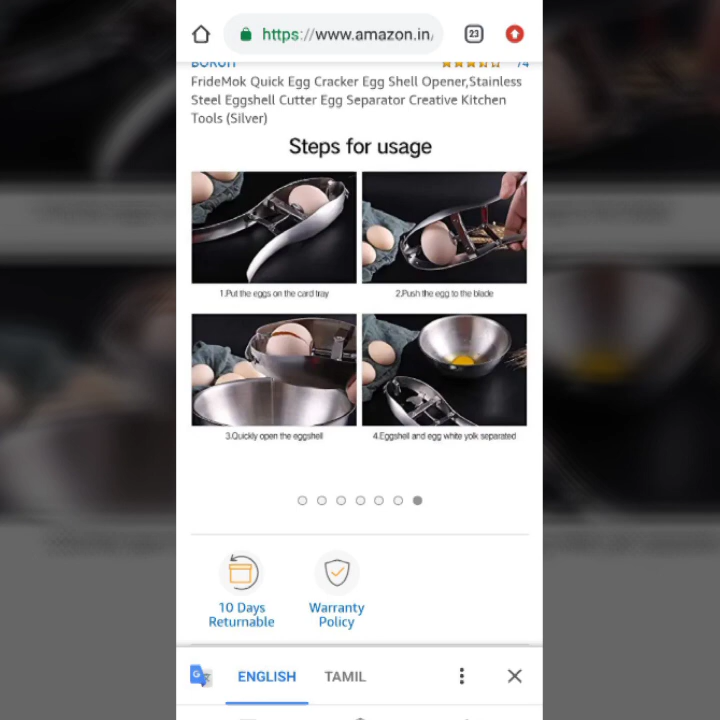 https://www.amazon.in/
23
FrideMok Quick Egg Cracker Egg Shell Opener,Stainless
Steel Eggshell Cutter Egg Separator Creative Kitchen
Tools (Silver)
Steps for usage
1.Put the eggs on the card tray
2.Push the egg to the blade
3.Quickly open the eggshell
4.Eggshell and egg white yolk separated
10 Days
Returnable
Warranty
Policy
G
ENGLISH
TAMIL